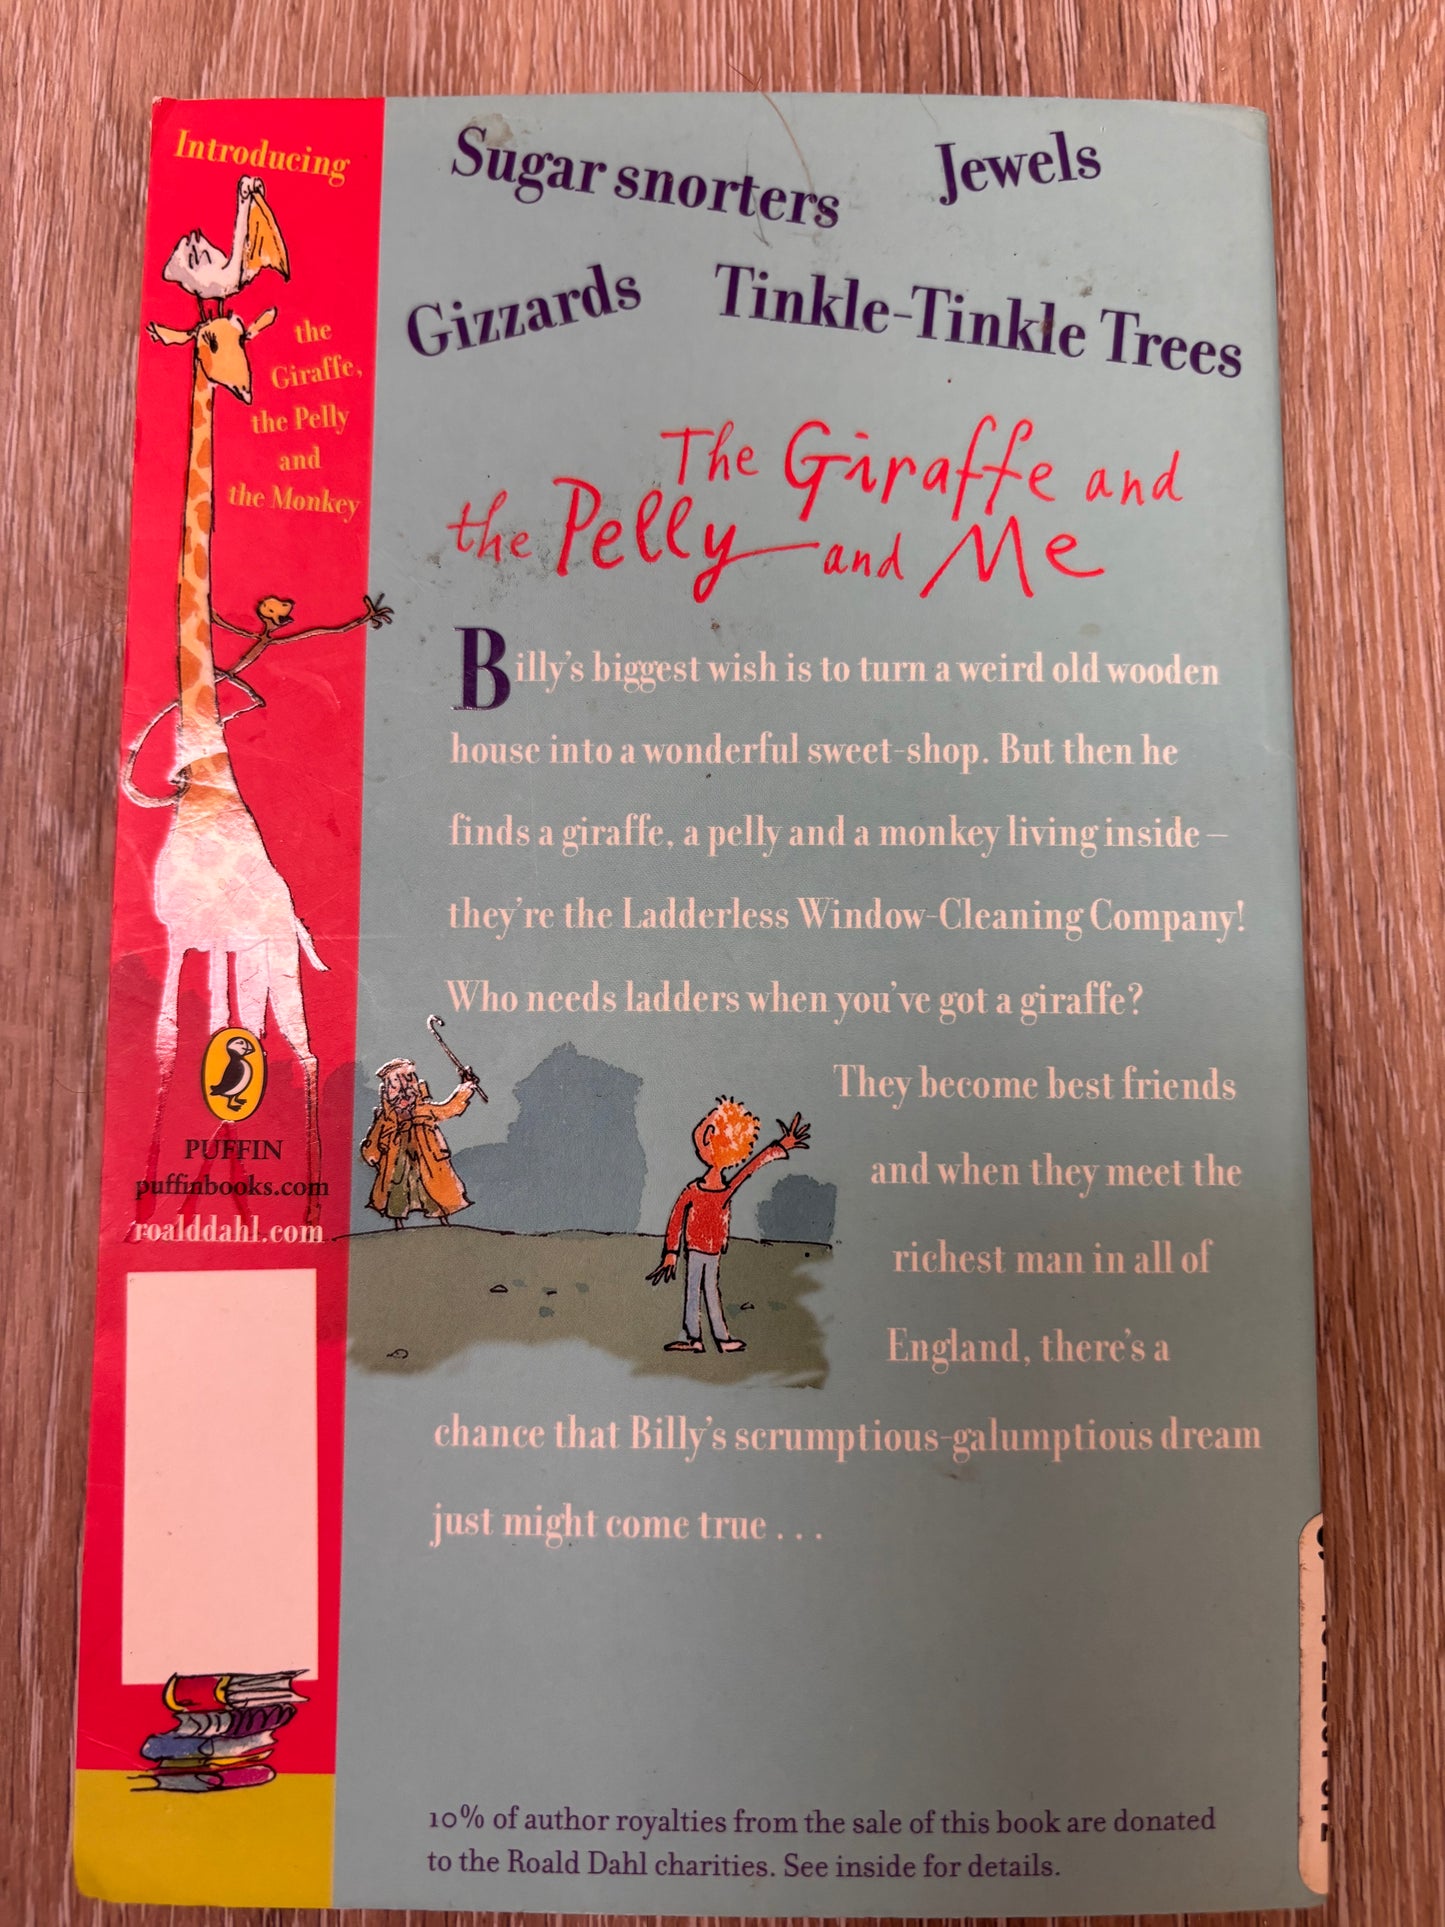 Introducing
the
Giraffe,
the Pelly
and
the Monkey
PUFFIN
puffinbooks.com
roalddahl.com
Sugar snorters
Jewels
Gizzards
Tinkle-Tinkle Trees
The Giraffe and
the Pelly and Me
Billy's biggest wish is to turn a weird old wooden
house into a wonderful sweet-shop. But then he
finds a giraffe, a pelly and a monkey living inside –
they're the Ladderless Window-Cleaning Company!
Who needs ladders when you've got a giraffe?
They become best friends
and when they meet the
richest man in all of
England, there's a
chance that Billy's scrumptious-galumptious dream
just might come true . . .
10% of author royalties from the sale of this book are donated
to the Roald Dahl charities. See inside for details.